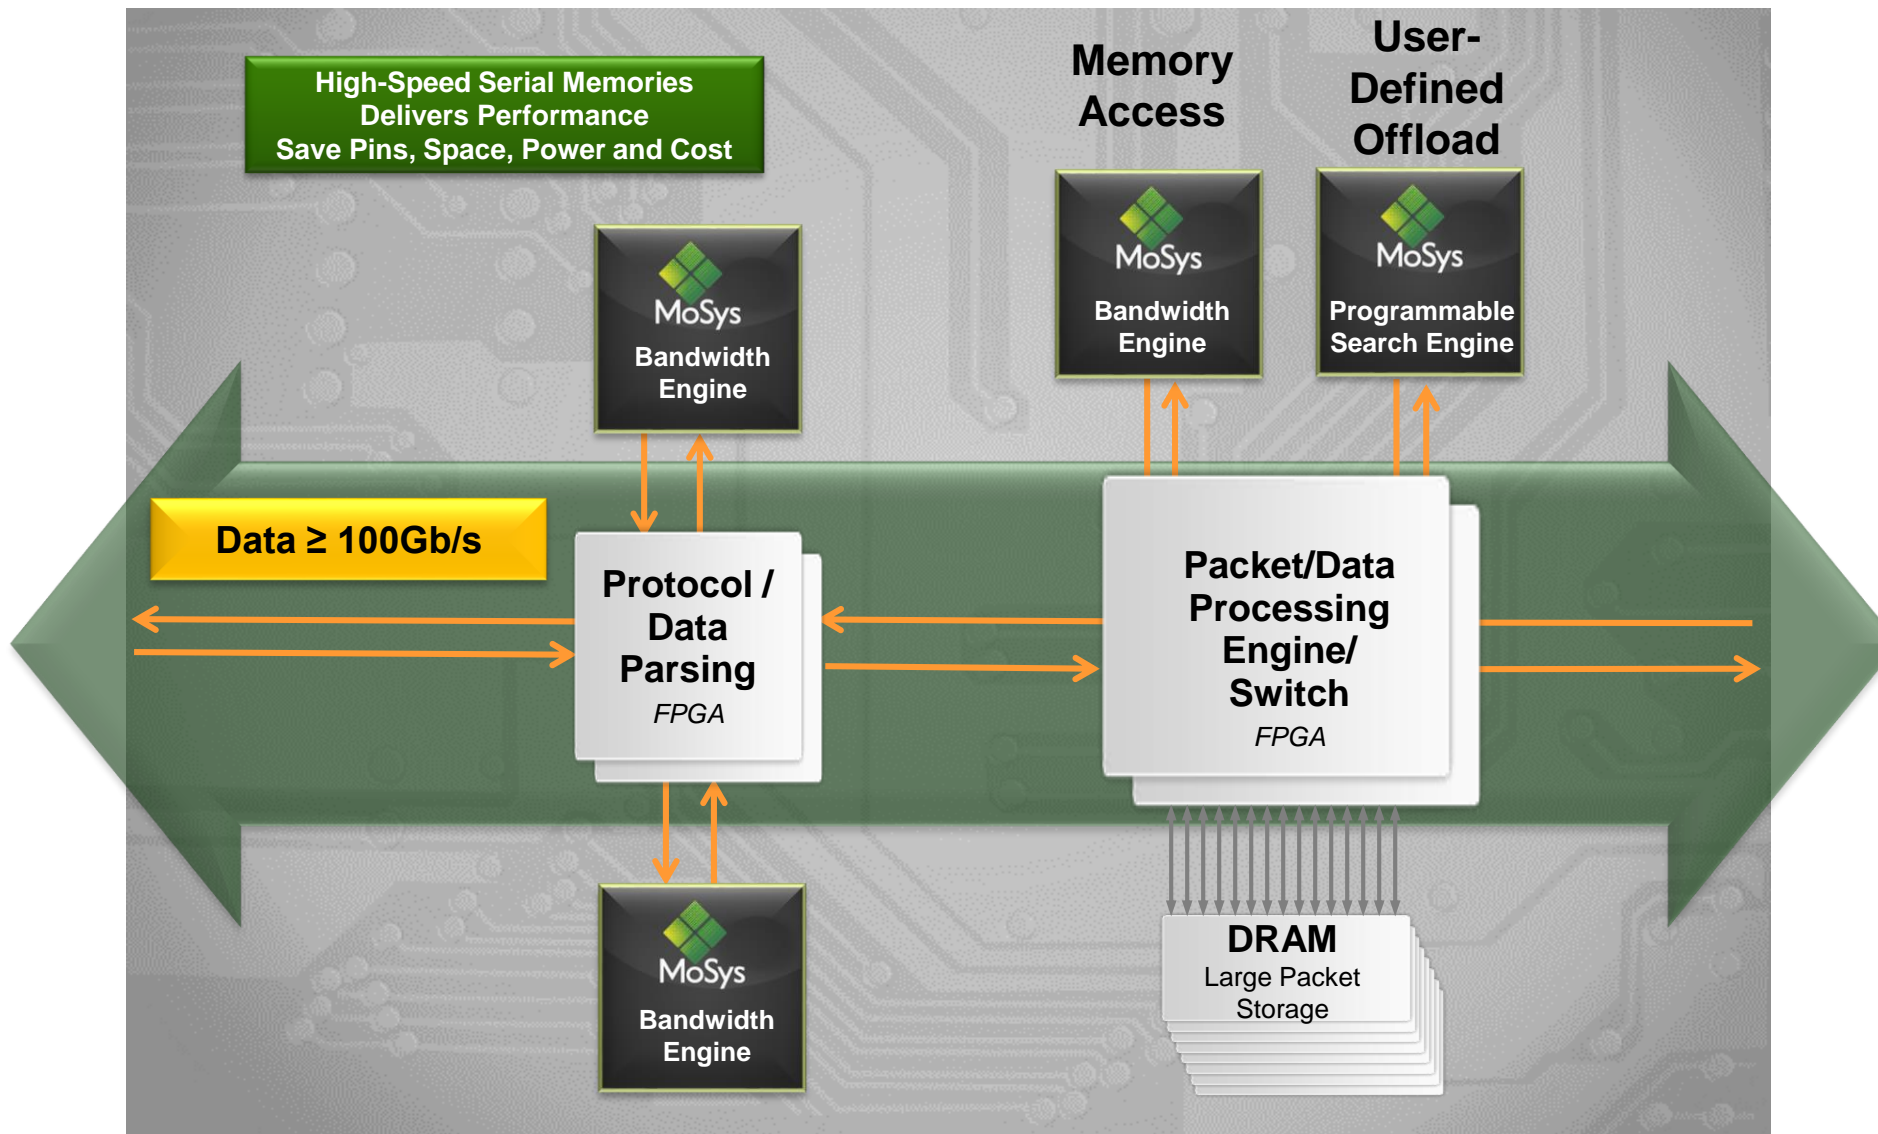 High-Speed Serial Memories
Delivers Performance
Save Pins, Space, Power and Cost
Memory
Access
User-
Defined
Offload
MoSys
Bandwidth
Engine
MoSys
Bandwidth
Engine
MoSys
Programmable
Search Engine
Data ≥ 100Gb/s
Protocol /
Data
Parsing
FPGA
Packet/Data
Processing
Engine/
Switch
FPGA
MoSys
Bandwidth
Engine
DRAM
Large Packet
Storage